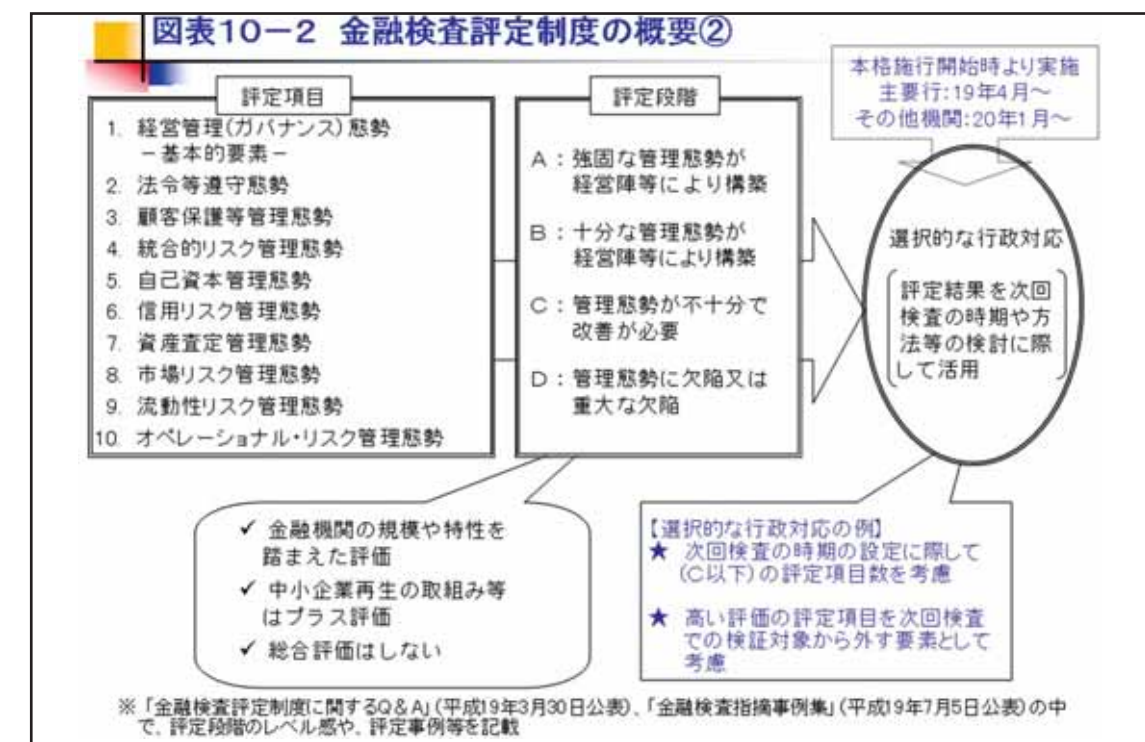 図表10-2 金融検査評定制度の概要②
本格施行開始時より実施
主要行:19年4月～
その他機関:20年1月～
評定項目
1. 経営管理(ガバナンス)態勢
－基本的要素－
2. 法令等遵守態勢
3. 顧客保護等管理態勢
4. 統合的リスク管理態勢
5. 自己資本管理態勢
6. 信用リスク管理態勢
7. 資産査定管理態勢
8. 市場リスク管理態勢
9. 流動性リスク管理態勢
10. オペレーショナル・リスク管理態勢
評定段階
A：強固な管理態勢が
経営陣等により構築
B：十分な管理態勢が
経営陣等により構築
C：管理態勢が不十分で
改善が必要
D：管理態勢に欠陥又は
重大な欠陥
選択的な行政対応
評定結果を次回
検査の時期や方
法等の検討に際
して活用
✓ 金融機関の規模や特性を
踏まえた評価
✓ 中小企業再生の取組み等
はプラス評価
✓ 総合評価はしない
【選択的な行政対応の例】
★ 次回検査の時期の設定に際して
(C以下)の評定項目数を考慮
★ 高い評価の評定項目を次回検査
での検証対象から外す要素として
考慮
※「金融検査評定制度に関するQ&A」(平成19年3月30日公表)、「金融検査指摘事例集」(平成19年7月5日公表)の中
で、評定段階のレベル感や、評定事例等を記載